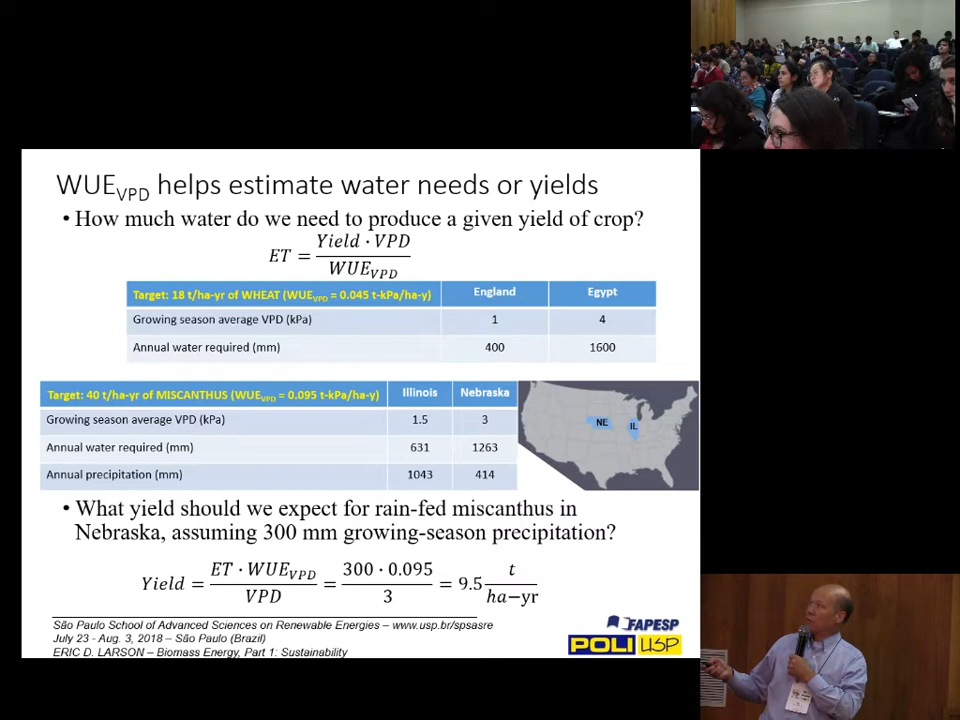 WUE_VPD helps estimate water needs or yields
• How much water do we need to produce a given yield of crop?
ET = Yield · VPD / WUE_VPD
Target: 18 t/ha-yr of WHEAT (WUE_VPD = 0.045 t-kPa/ha-y) England Egypt
Growing season average VPD (kPa) 1 4
Annual water required (mm) 400 1600
Target: 40 t/ha-yr of MISCANTHUS (WUE_VPD = 0.095 t-kPa/ha-y) Illinois Nebraska
Growing season average VPD (kPa) 1.5 3
Annual water required (mm) 631 1263
Annual precipitation (mm) 1043 414
NE IL
• What yield should we expect for rain-fed miscanthus in
Nebraska, assuming 300 mm growing-season precipitation?
Yield = ET · WUE_VPD / VPD = 300 · 0.095 / 3 = 9.5 t / ha−yr
São Paulo School of Advanced Sciences on Renewable Energies – www.usp.br/spsasre
July 23 - Aug. 3, 2018 – São Paulo (Brazil)
ERIC D. LARSON – Biomass Energy, Part 1: Sustainability
FAPESP
POLI USP